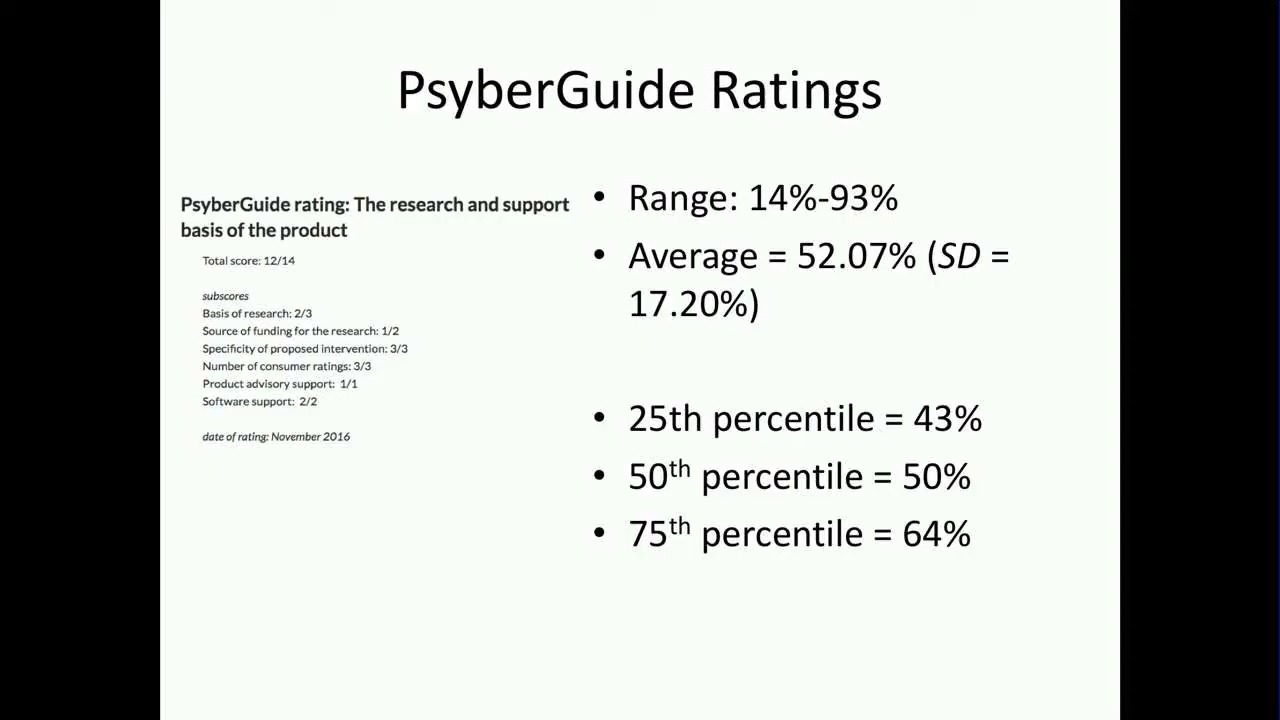 PsyberGuide Ratings
PsyberGuide rating: The research and support
basis of the product
Total score: 12/14
subscores
Basis of research: 2/3
Source of funding for the research: 1/2
Specificity of proposed intervention: 3/3
Number of consumer ratings: 3/3
Product advisory support: 1/1
Software support: 2/2
date of rating: November 2016
• Range: 14%-93%
• Average = 52.07% (SD =
17.20%)
• 25th percentile = 43%
• 50th percentile = 50%
• 75th percentile = 64%